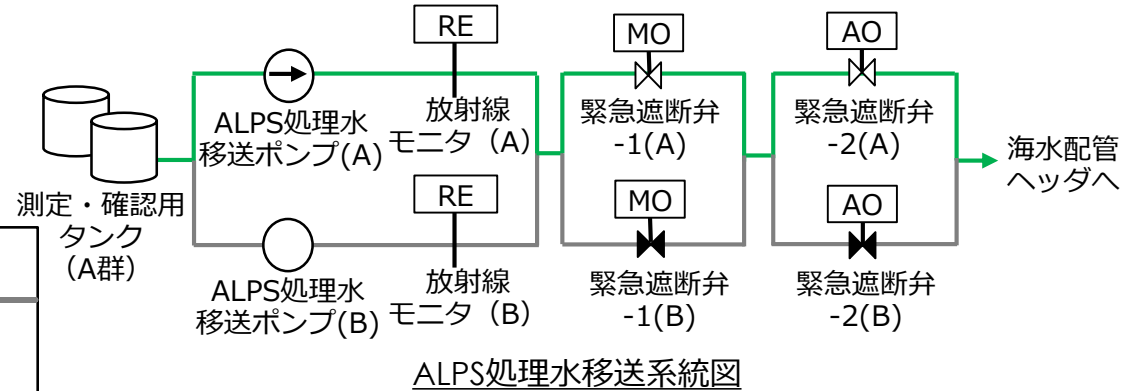 RE
MO
AO
ALPS処理水
移送ポンプ(A)
放射線
モニタ（A）
緊急遮断弁
-1(A)
緊急遮断弁
-2(A)
測定・確認用
タンク
（A群）
海水配管
ヘッダへ
RE
MO
AO
ALPS処理水
移送ポンプ(B)
放射線
モニタ（B）
緊急遮断弁
-1(B)
緊急遮断弁
-2(B)
ALPS処理水移送系統図